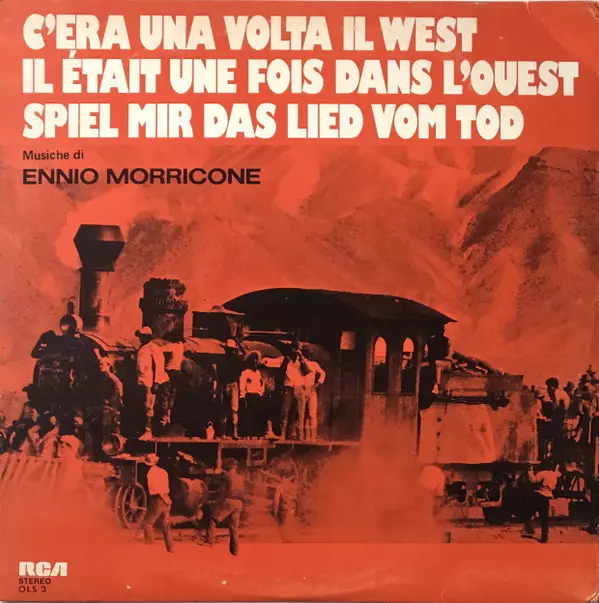 C'ERA UNA VOLTA IL WEST
IL ÉTAIT UNE FOIS DANS L'OUEST
SPIEL MIR DAS LIED VOM TOD
Musiche di
ENNIO MORRICONE
RCA
STEREO
OLS 3